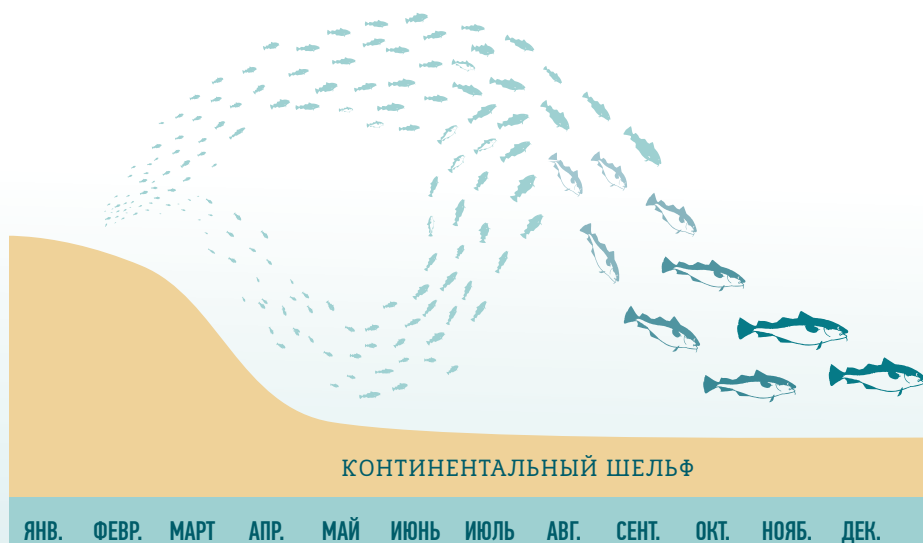 КОНТИНЕНТАЛЬНЫЙ ШЕЛЬФ
ЯНВ. ФЕВР. МАРТ АПР. МАЙ ИЮНЬ ИЮЛЬ АВГ. СЕНТ. ОКТ. НОЯБ. ДЕК.